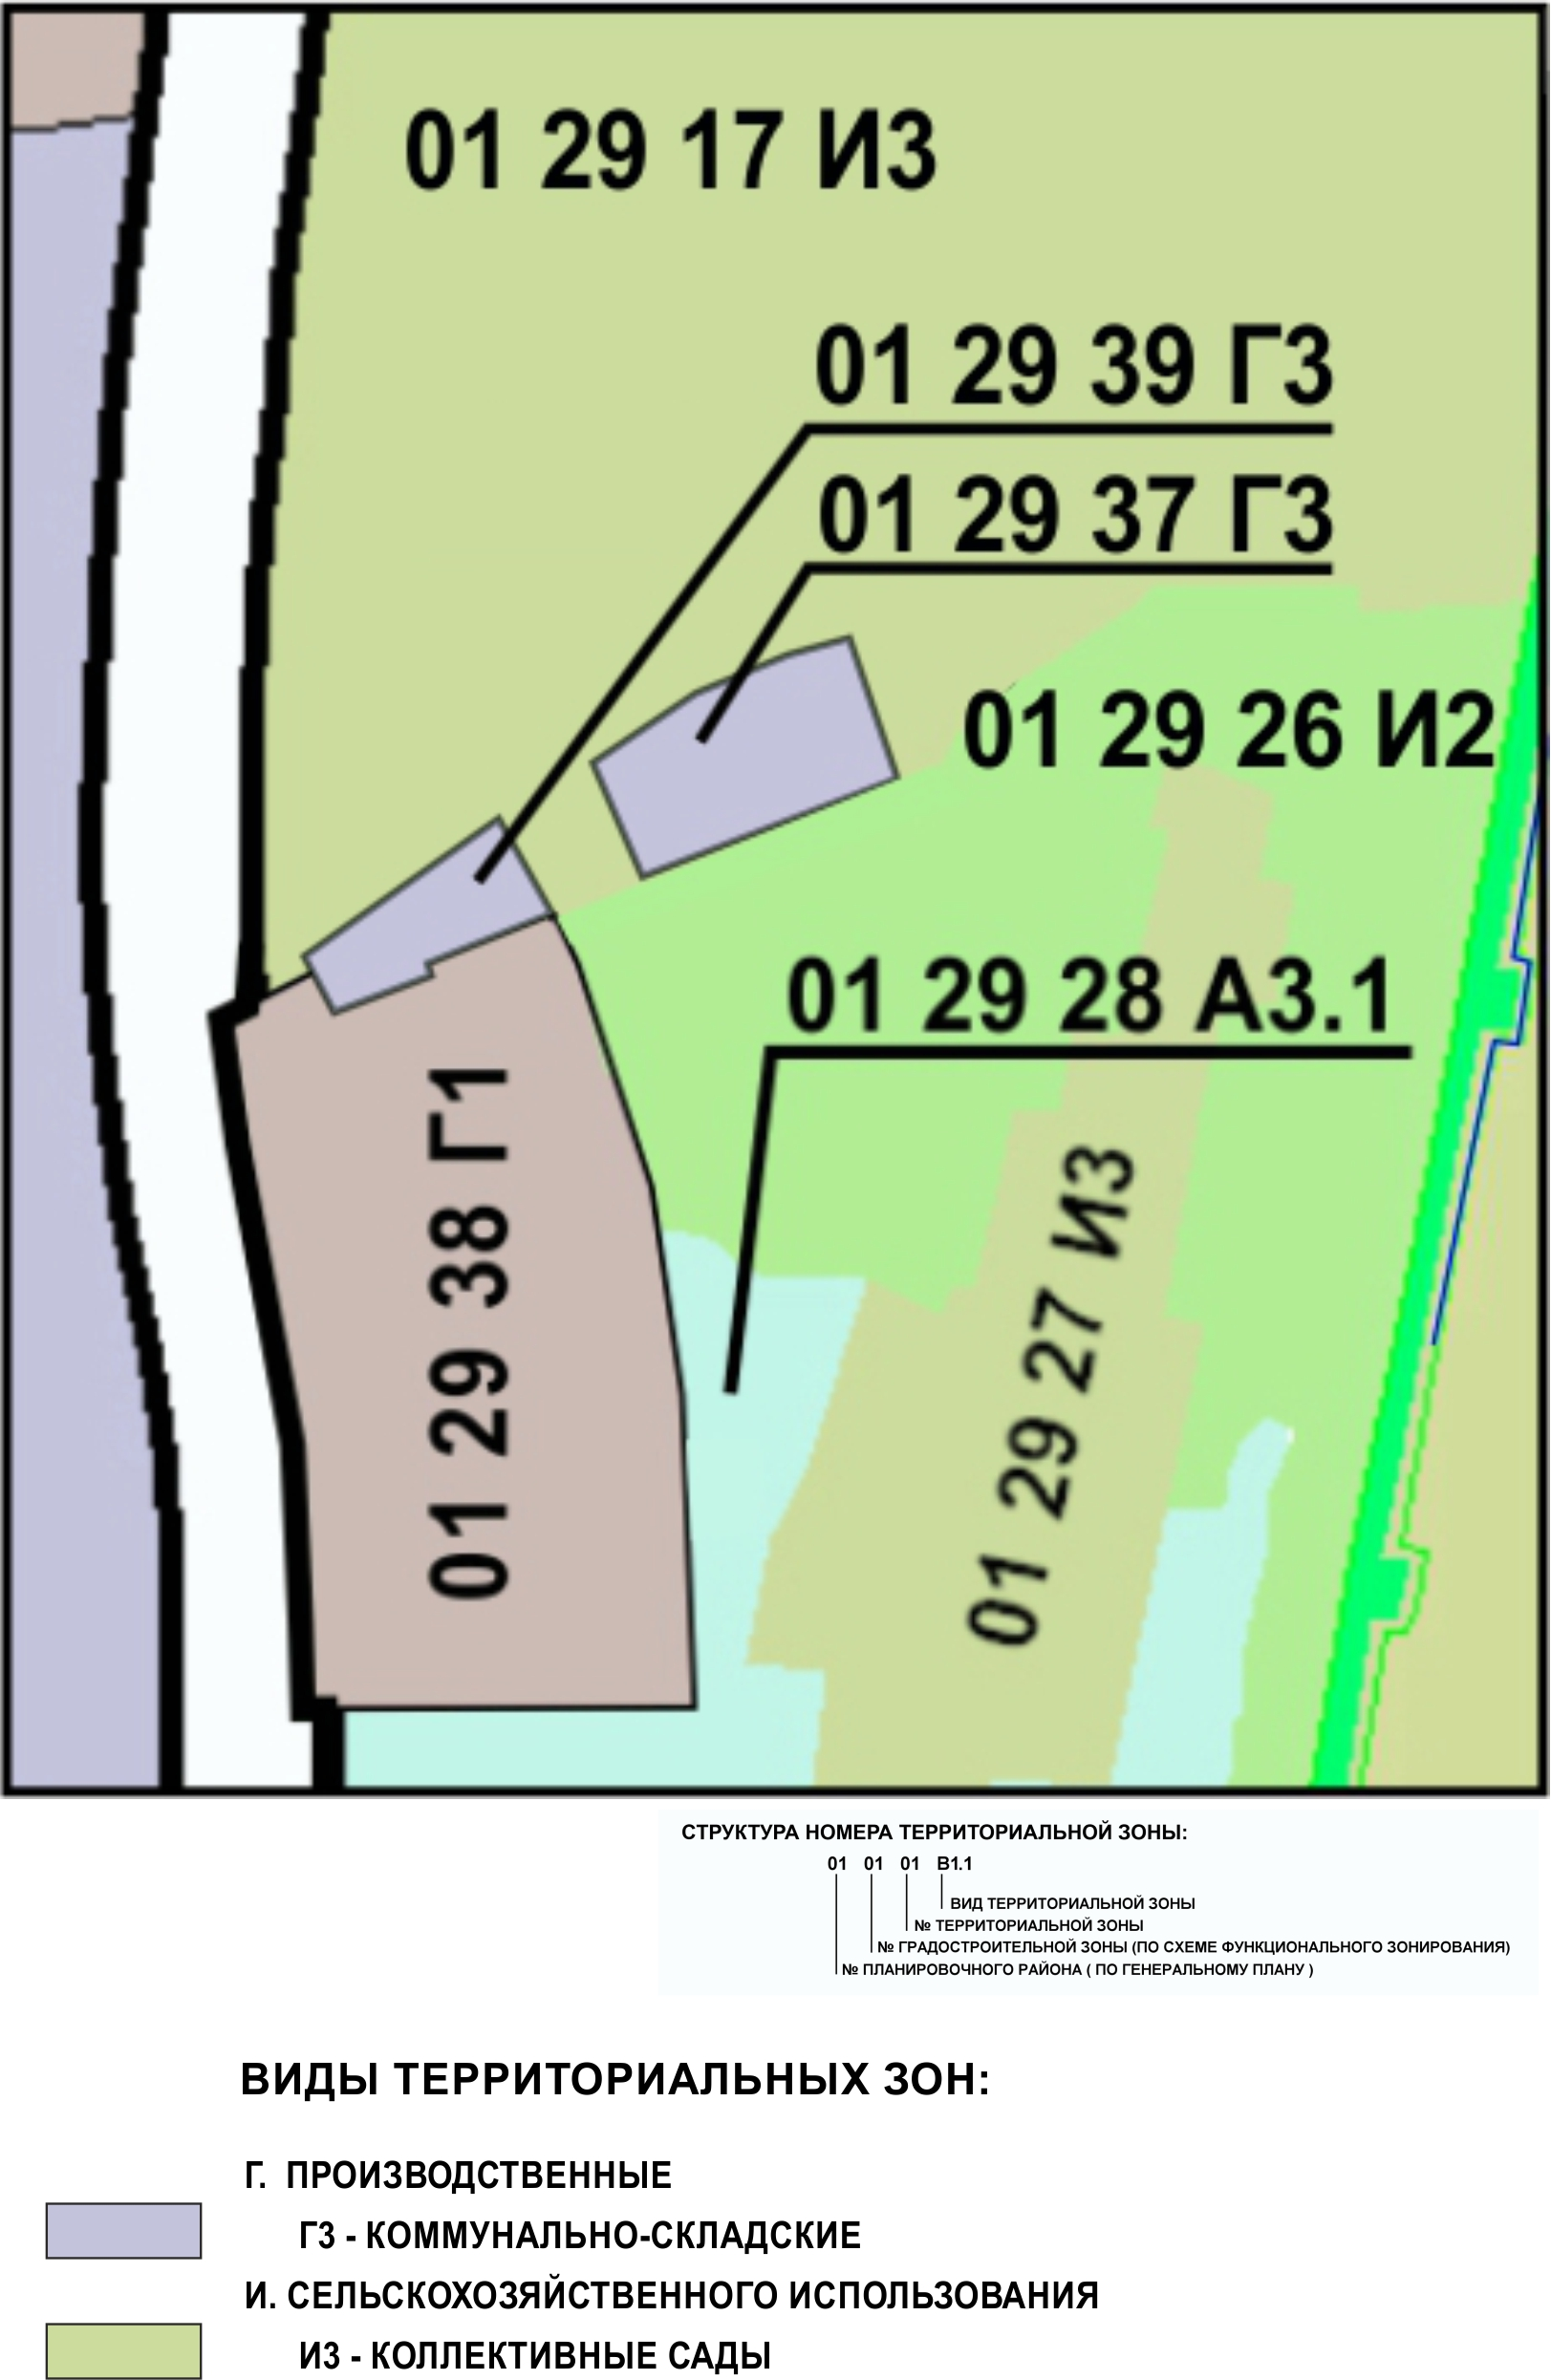 01 29 17 И3
01 29 39 Г3
01 29 37 Г3
01 29 26 И2
01 29 28 А3.1
01 29 38 Г1
01 29 27 И3
СТРУКТУРА НОМЕРА ТЕРРИТОРИАЛЬНОЙ ЗОНЫ:
01 01 01 В1.1
ВИД ТЕРРИТОРИАЛЬНОЙ ЗОНЫ
№ ТЕРРИТОРИАЛЬНОЙ ЗОНЫ
№ ГРАДОСТРОИТЕЛЬНОЙ ЗОНЫ (ПО СХЕМЕ ФУНКЦИОНАЛЬНОГО ЗОНИРОВАНИЯ)
№ ПЛАНИРОВОЧНОГО РАЙОНА ( ПО ГЕНЕРАЛЬНОМУ ПЛАНУ )
ВИДЫ ТЕРРИТОРИАЛЬНЫХ ЗОН:
Г. ПРОИЗВОДСТВЕННЫЕ
Г3 - КОММУНАЛЬНО-СКЛАДСКИЕ
И. СЕЛЬСКОХОЗЯЙСТВЕННОГО ИСПОЛЬЗОВАНИЯ
И3 - КОЛЛЕКТИВНЫЕ САДЫ